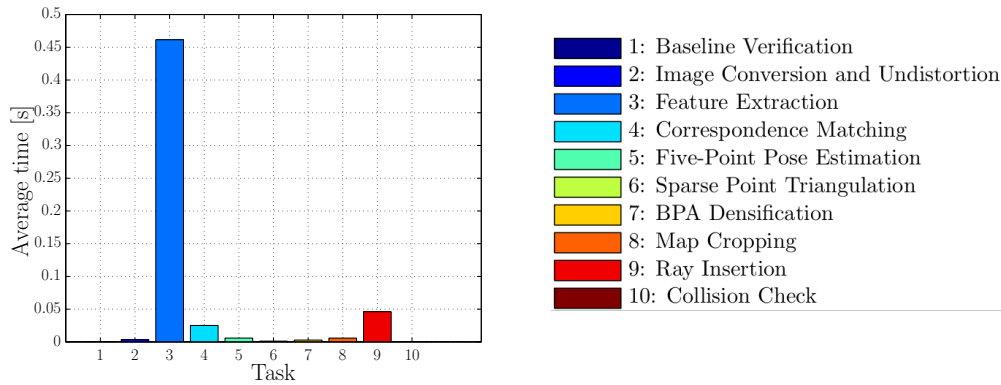 0.5
0.45
0.4
0.35
0.3
0.25
0.2
0.15
0.1
0.05
0
Average time [s]
1 2 3 4 5 6 7 8 9 10
Task
1: Baseline Verification
2: Image Conversion and Undistortion
3: Feature Extraction
4: Correspondence Matching
5: Five-Point Pose Estimation
6: Sparse Point Triangulation
7: BPA Densification
8: Map Cropping
9: Ray Insertion
10: Collision Check